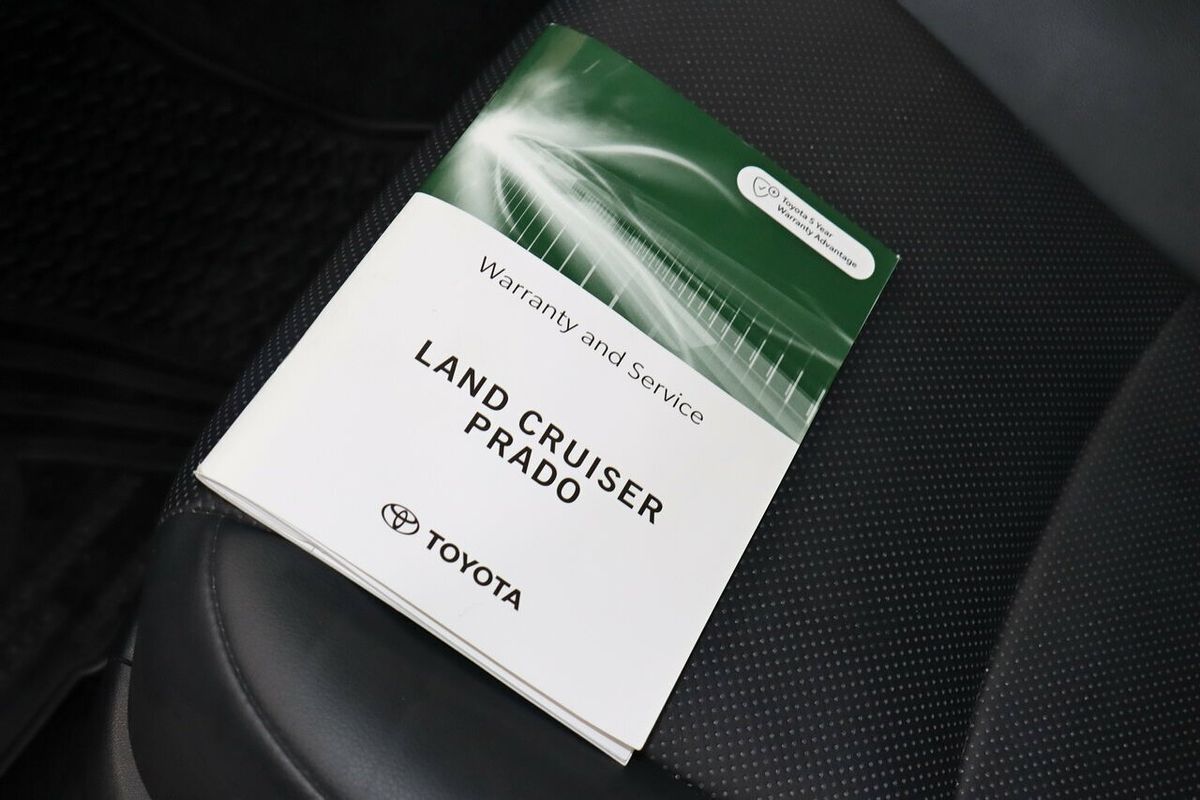 Toyota 5 Year
Warranty Advantage
Warranty and Service
LAND CRUISER
PRADO
TOYOTA